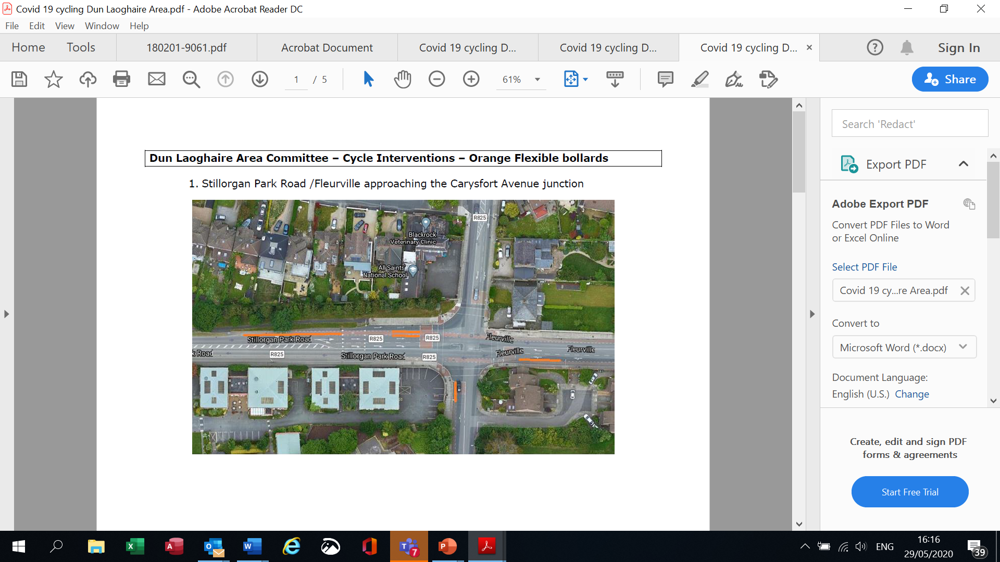 Covid 19 cycling Dun Laoghaire Area.pdf - Adobe Acrobat Reader DC
File Edit View Window Help
Home Tools 180201-9061.pdf Acrobat Document Covid 19 cycling D... Covid 19 cycling D... Covid 19 cycling D... × ? Sign In
1 / 5 61% Share
Search 'Redact'
Export PDF
Adobe Export PDF
Convert PDF Files to Word
or Excel Online
Select PDF File
Covid 19 cy...re Area.pdf
Convert to
Microsoft Word (*.docx)
Document Language:
English (U.S.) Change
Create, edit and sign PDF
forms & agreements
Start Free Trial
Dun Laoghaire Area Committee – Cycle Interventions – Orange Flexible bollards
1. Stillorgan Park Road /Fleurville approaching the Carysfort Avenue junction
R825
Blackrock
Veterinary Clinic
All Saints'
National School
Stillorgan Park Road R825 R825 Fleurville
k Road R825 Stillorgan Park Road R825 Fleurville Fleurville
X A O W e T 7 P
ENG
16:16
29/05/2020
39